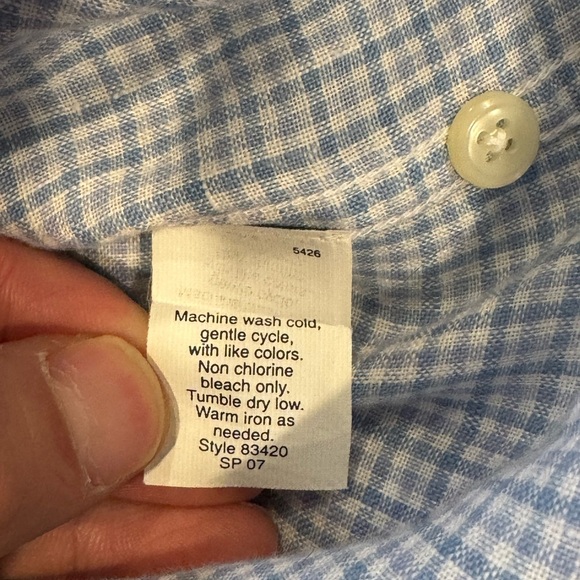 5426
Machine wash cold,
gentle cycle,
with like colors.
Non chlorine
bleach only.
Tumble dry low.
Warm iron as
needed.
Style 83420
SP 07